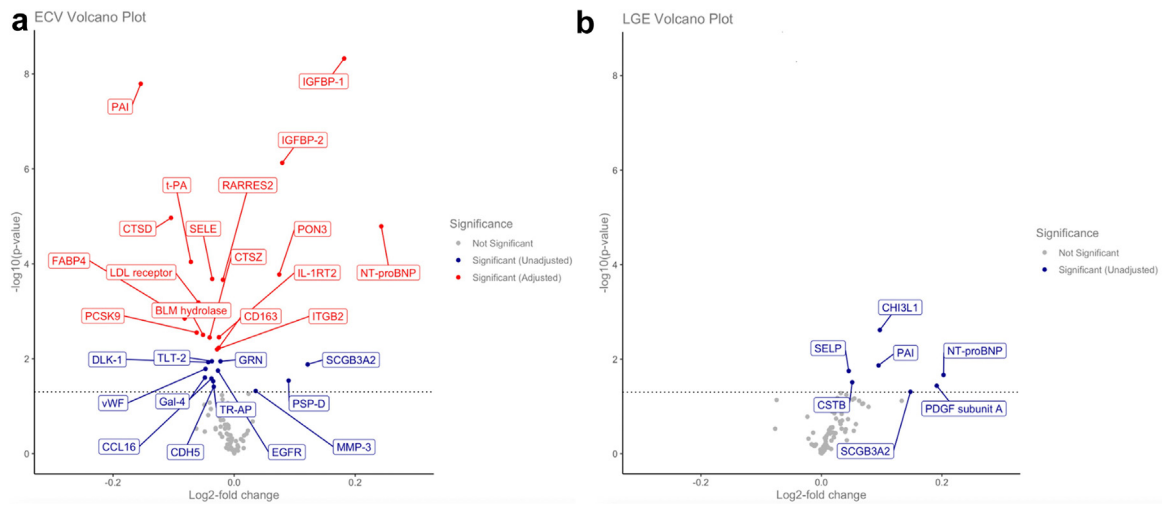 a
ECV Volcano Plot
IGFBP-1
PAI
IGFBP-2
t-PA
RARRES2
CTSD
SELE
PON3
FABP4
CTSZ
LDL receptor
IL-1RT2
NT-proBNP
BLM hydrolase
PCSK9
CD163
ITGB2
DLK-1
TLT-2
GRN
SCGB3A2
vWF
Gal-4
TR-AP
PSP-D
CCL16
CDH5
EGFR
MMP-3
-log10(p-value)
8
6
4
2
0
-0.2
0.0
0.2
Log2-fold change
Significance
Not Significant
Significant (Unadjusted)
Significant (Adjusted)
b
LGE Volcano Plot
CHI3L1
SELP
PAI
NT-proBNP
CSTB
PDGF subunit A
SCGB3A2
-log10(p-value)
8
6
4
2
0
-0.2
0.0
0.2
Log2-fold change
Significance
Not Significant
Significant (Unadjusted)